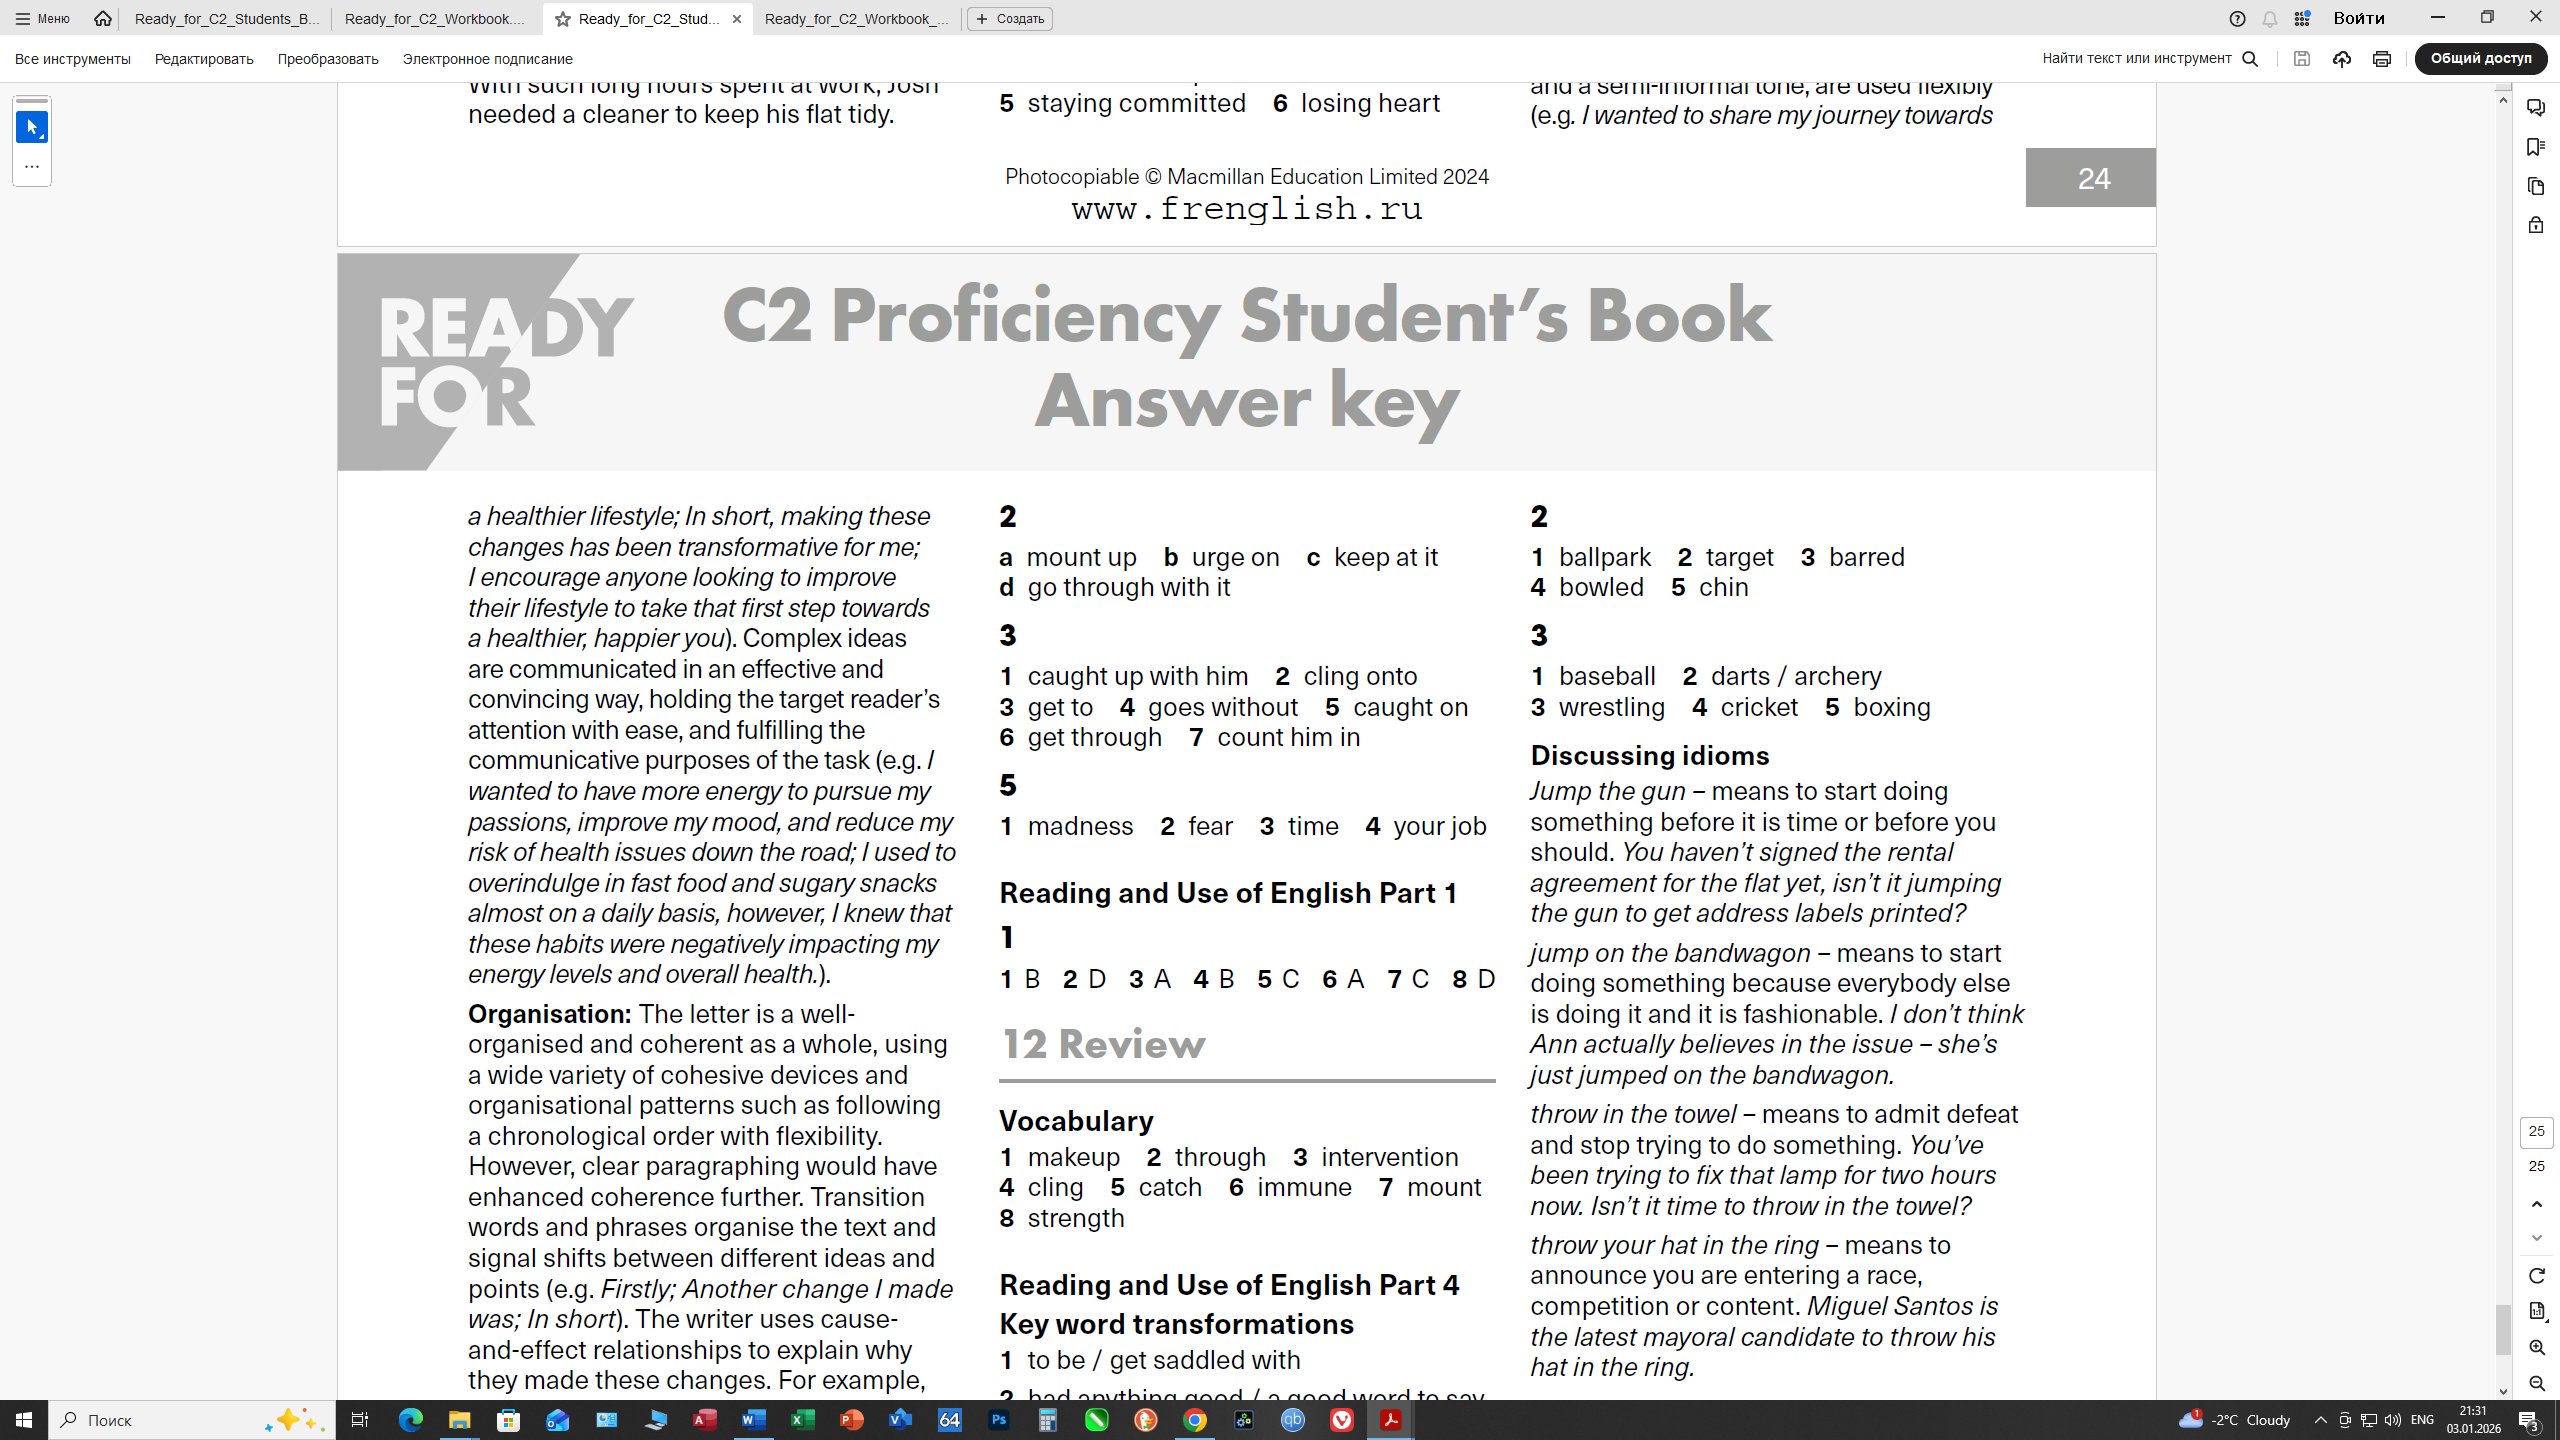 Меню
Ready_for_C2_Students_B...
Ready_for_C2_Workbook....
Ready_for_C2_Stud...
Ready_for_C2_Workbook_...
Создать
Войти
Все инструменты
Редактировать
Преобразовать
Электронное подписание
Найти текст или инструмент
Общий доступ
With such long hours spent at work, Josh
needed a cleaner to keep his flat tidy.
5 staying committed 6 losing heart
and a semi-informal tone, are used flexibly
(e.g. I wanted to share my journey towards
Photocopiable © Macmillan Education Limited 2024
24
www.frenglish.ru
READY
FOR
C2 Proficiency Student's Book
Answer key
a healthier lifestyle; In short, making these
changes has been transformative for me;
I encourage anyone looking to improve
their lifestyle to take that first step towards
a healthier, happier you). Complex ideas
are communicated in an effective and
convincing way, holding the target reader's
attention with ease, and fulfilling the
communicative purposes of the task (e.g. I
wanted to have more energy to pursue my
passions, improve my mood, and reduce my
risk of health issues down the road; I used to
overindulge in fast food and sugary snacks
almost on a daily basis, however, I knew that
these habits were negatively impacting my
energy levels and overall health.).
Organisation: The letter is a well-
organised and coherent as a whole, using
a wide variety of cohesive devices and
organisational patterns such as following
a chronological order with flexibility.
However, clear paragraphing would have
enhanced coherence further. Transition
words and phrases organise the text and
signal shifts between different ideas and
points (e.g. Firstly; Another change I made
was; In short). The writer uses cause-
and-effect relationships to explain why
they made these changes. For example,
2
a mount up b urge on c keep at it
d go through with it
3
1 caught up with him 2 cling onto
3 get to 4 goes without 5 caught on
6 get through 7 count him in
5
1 madness 2 fear 3 time 4 your job
Reading and Use of English Part 1
1
1 B 2 D 3 A 4 B 5 C 6 A 7 C 8 D
12 Review
Vocabulary
1 makeup 2 through 3 intervention
4 cling 5 catch 6 immune 7 mount
8 strength
Reading and Use of English Part 4
Key word transformations
1 to be / get saddled with
2 had anything good / a good word to say
2
1 ballpark 2 target 3 barred
4 bowled 5 chin
3
1 baseball 2 darts / archery
3 wrestling 4 cricket 5 boxing
Discussing idioms
Jump the gun – means to start doing
something before it is time or before you
should. You haven't signed the rental
agreement for the flat yet, isn't it jumping
the gun to get address labels printed?
jump on the bandwagon – means to start
doing something because everybody else
is doing it and it is fashionable. I don't think
Ann actually believes in the issue – she's
just jumped on the bandwagon.
throw in the towel – means to admit defeat
and stop trying to do something. You've
been trying to fix that lamp for two hours
now. Isn't it time to throw in the towel?
throw your hat in the ring – means to
announce you are entering a race,
competition or content. Miguel Santos is
the latest mayoral candidate to throw his
hat in the ring.
25
25
Поиск
64
Ps
qb
1
-2°C Cloudy
ENG
21:31
03.01.2026
3